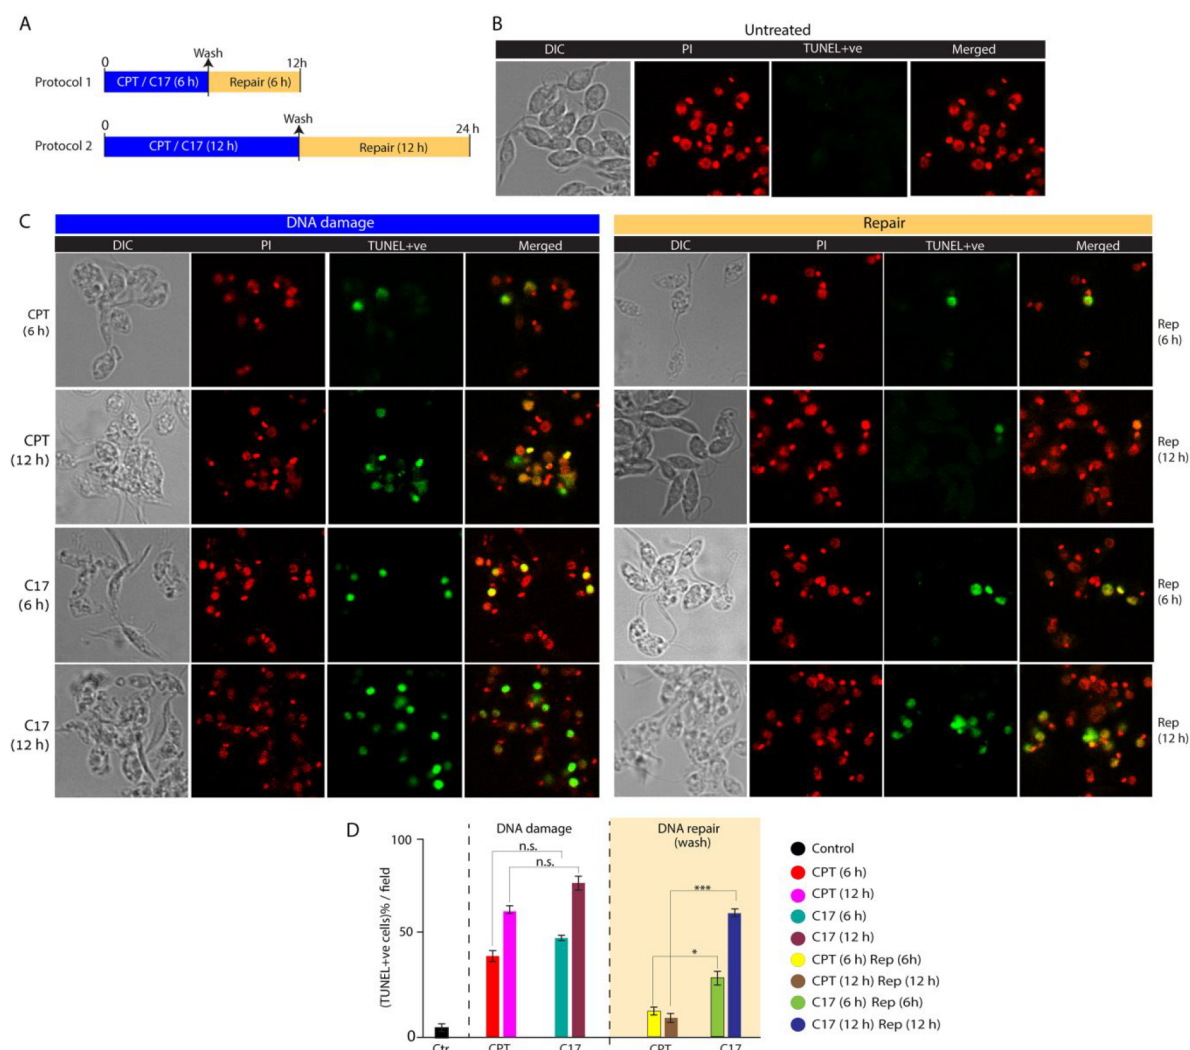 A
0
Wash
12h
Protocol 1
CPT / C17 (6 h)
Repair (6 h)
0
Wash
24 h
Protocol 2
CPT / C17 (12 h)
Repair (12 h)
B
Untreated
DIC PI TUNEL+ve Merged
C
DNA damage
DIC PI TUNEL+ve Merged
CPT
(6 h)
CPT
(12 h)
C17
(6 h)
C17
(12 h)
Repair
DIC PI TUNEL+ve Merged
Rep
(6 h)
Rep
(12 h)
Rep
(6 h)
Rep
(12 h)
D
(TUNEL+ve cells)% / field
100
50
0
DNA damage
n.s.
n.s.
DNA repair
(wash)
***
*
Ctr CPT C17 CPT C17
Control
CPT (6 h)
CPT (12 h)
C17 (6 h)
C17 (12 h)
CPT (6 h) Rep (6h)
CPT (12 h) Rep (12 h)
C17 (6 h) Rep (6h)
C17 (12 h) Rep (12 h)